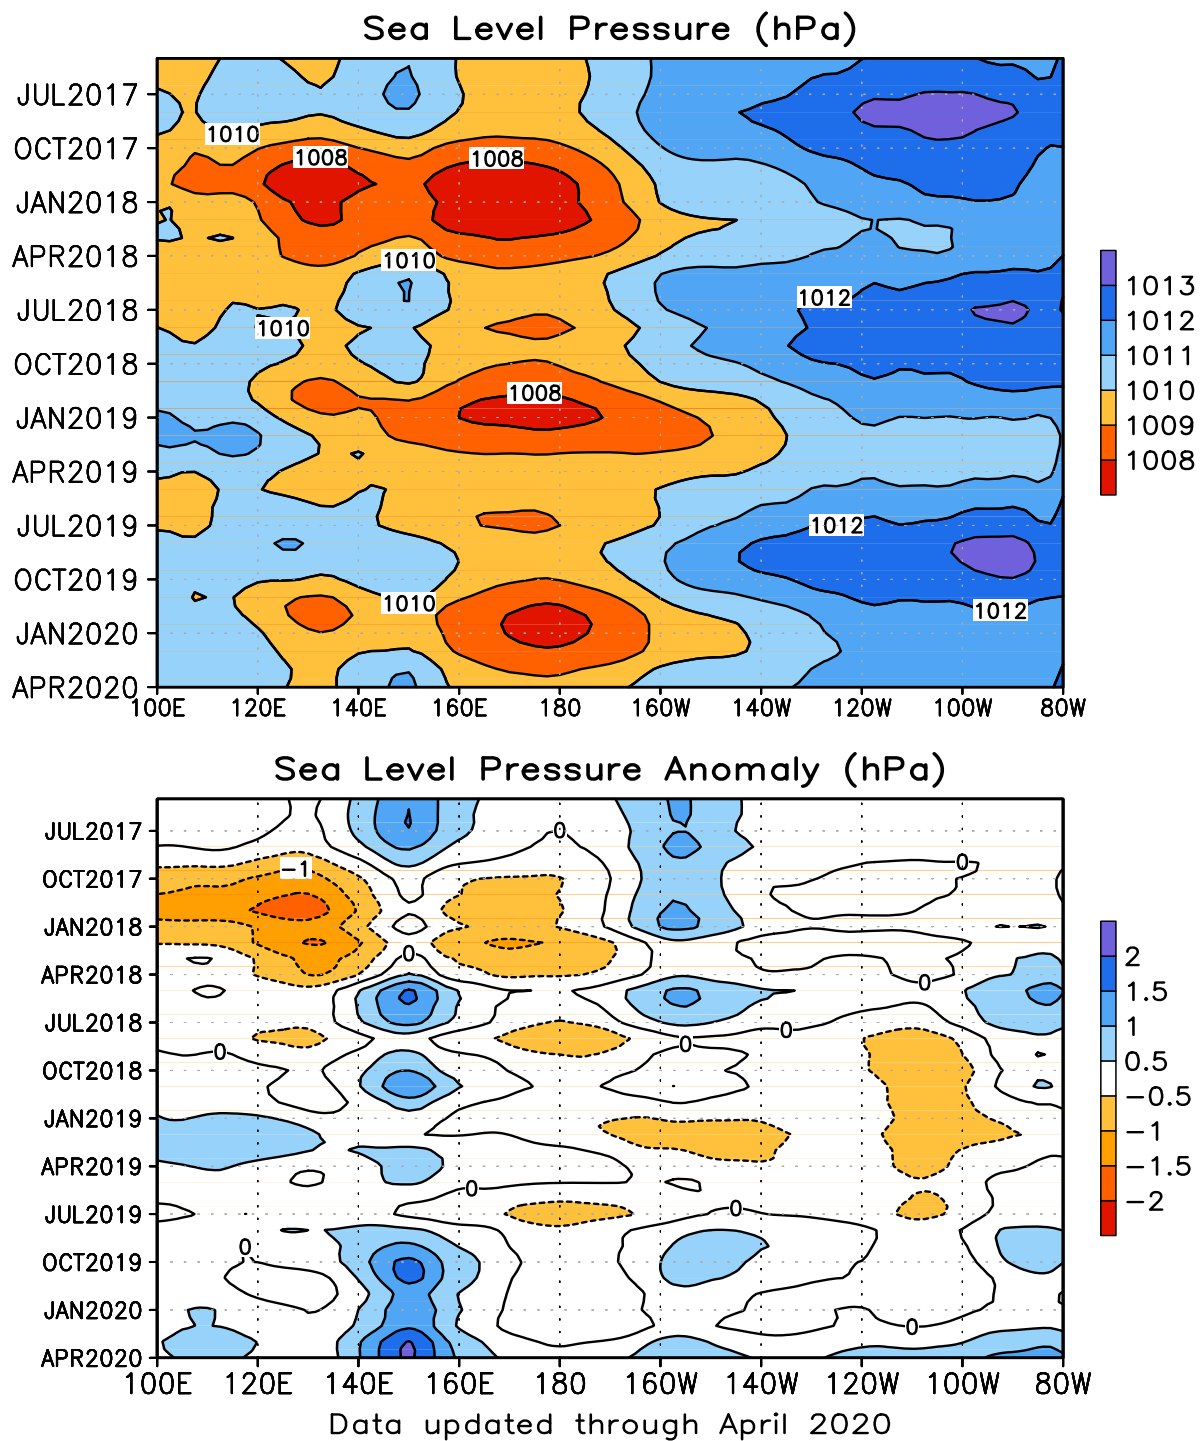 Sea Level Pressure (hPa)
JUL2017
OCT2017
JAN2018
APR2018
JUL2018
OCT2018
JAN2019
APR2019
JUL2019
OCT2019
JAN2020
APR2020
1010
1008
1008
1010
1012
1010
1008
1012
1010
1012
1013
1012
1011
1010
1009
1008
100E 120E 140E 160E 180 160W 140W 120W 100W 80W
Sea Level Pressure Anomaly (hPa)
JUL2017
OCT2017
JAN2018
APR2018
JUL2018
OCT2018
JAN2019
APR2019
JUL2019
OCT2019
JAN2020
APR2020
0
0
−1
0
0
0
0
0
0
0
0
0
2
1.5
1
0.5
−0.5
−1
−1.5
−2
100E 120E 140E 160E 180 160W 140W 120W 100W 80W
Data updated through April 2020